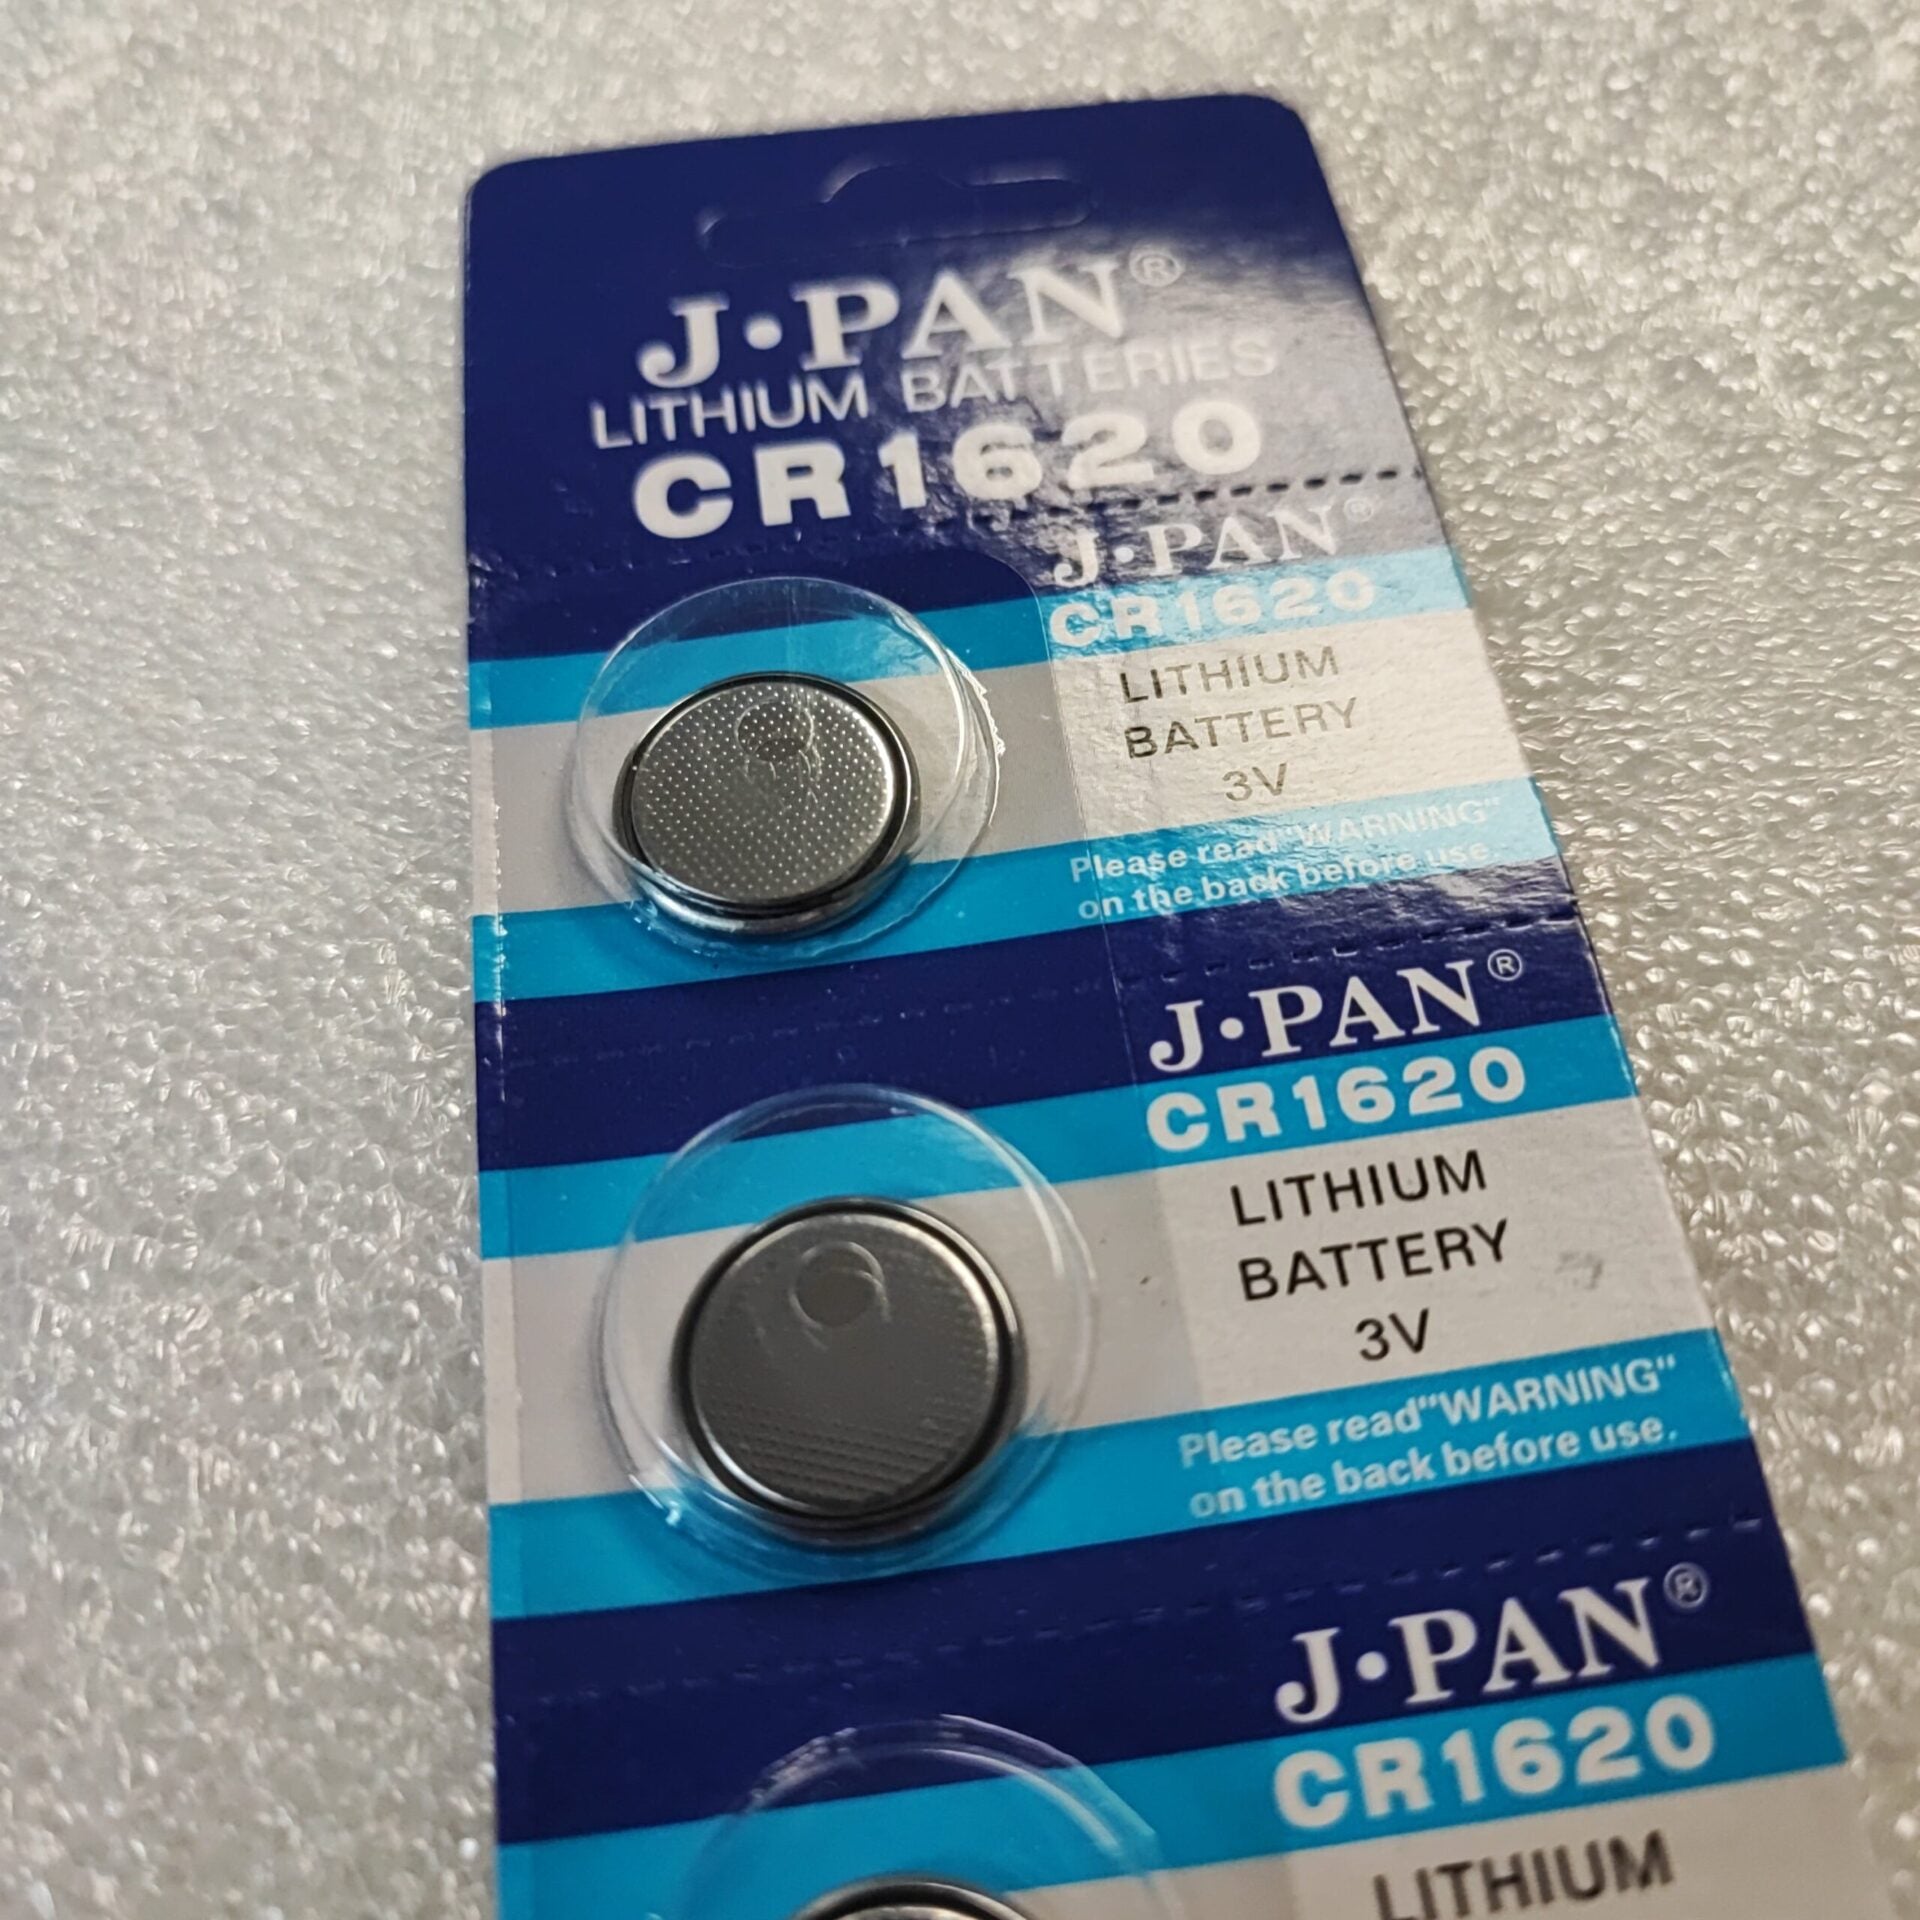 J·PAN®
LITHIUM BATTERIES
CR1620
J·PAN®
CR1620
LITHIUM
BATTERY
3V
Please read"WARNING"
on the back before use
J·PAN®
CR1620
LITHIUM
BATTERY
3V
Please read"WARNING"
on the back before use.
J·PAN®
CR1620
LITHIUM